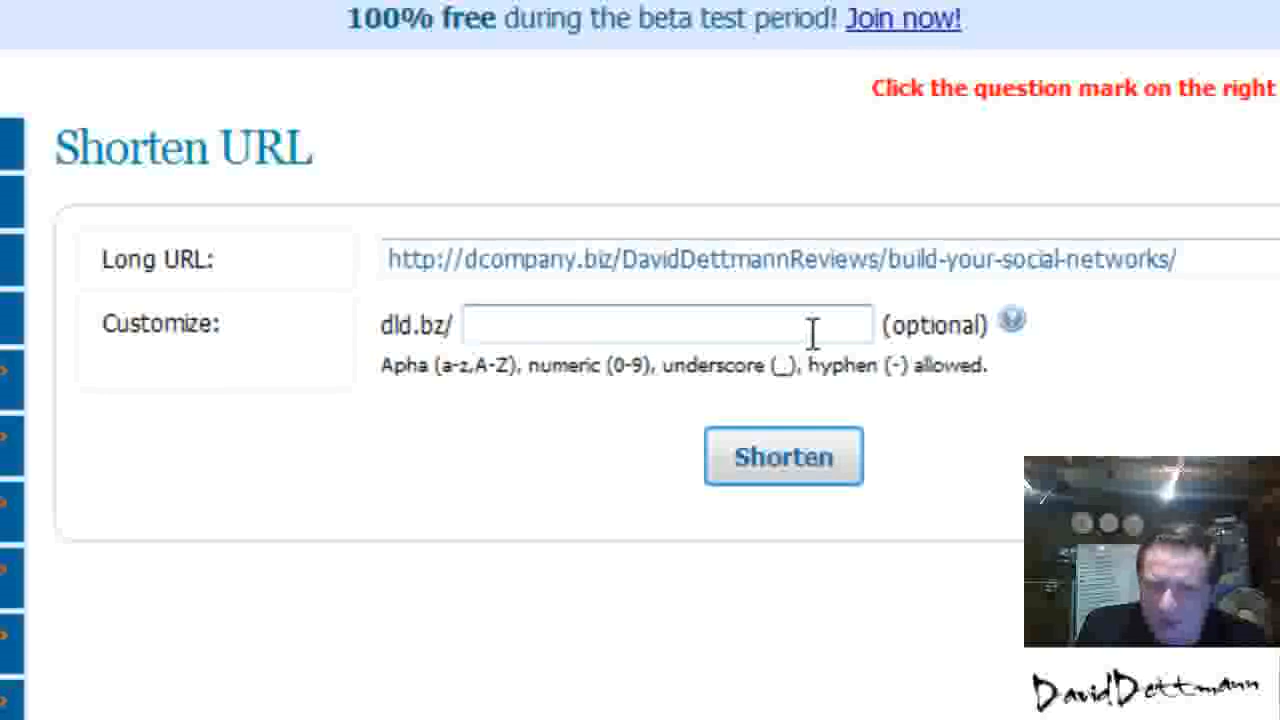 100% free during the beta test period! Join now!
Click the question mark on the right
Shorten URL
Long URL: http://dcompany.biz/DavidDettmannReviews/build-your-social-networks/
Customize: dld.bz/ (optional) ?
Apha (a-z,A-Z), numeric (0-9), underscore (_), hyphen (-) allowed.
Shorten
DavidDettmann